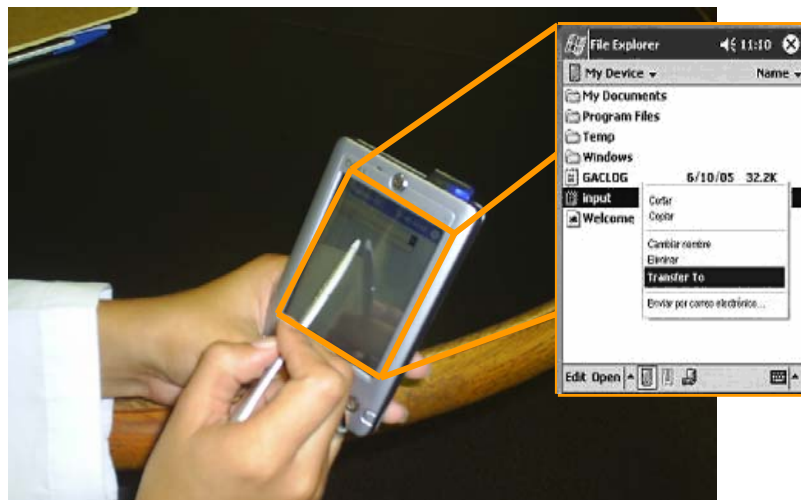 File Explorer 11:10
My Device Name
My Documents
Program Files
Temp
Windows
GACLOG 6/10/05 32.2K
input
Welcome
Cortar
Copiar
Cambiar nombre
Eliminar
Transfer To
Enviar por correo electrónico...
Edit Open